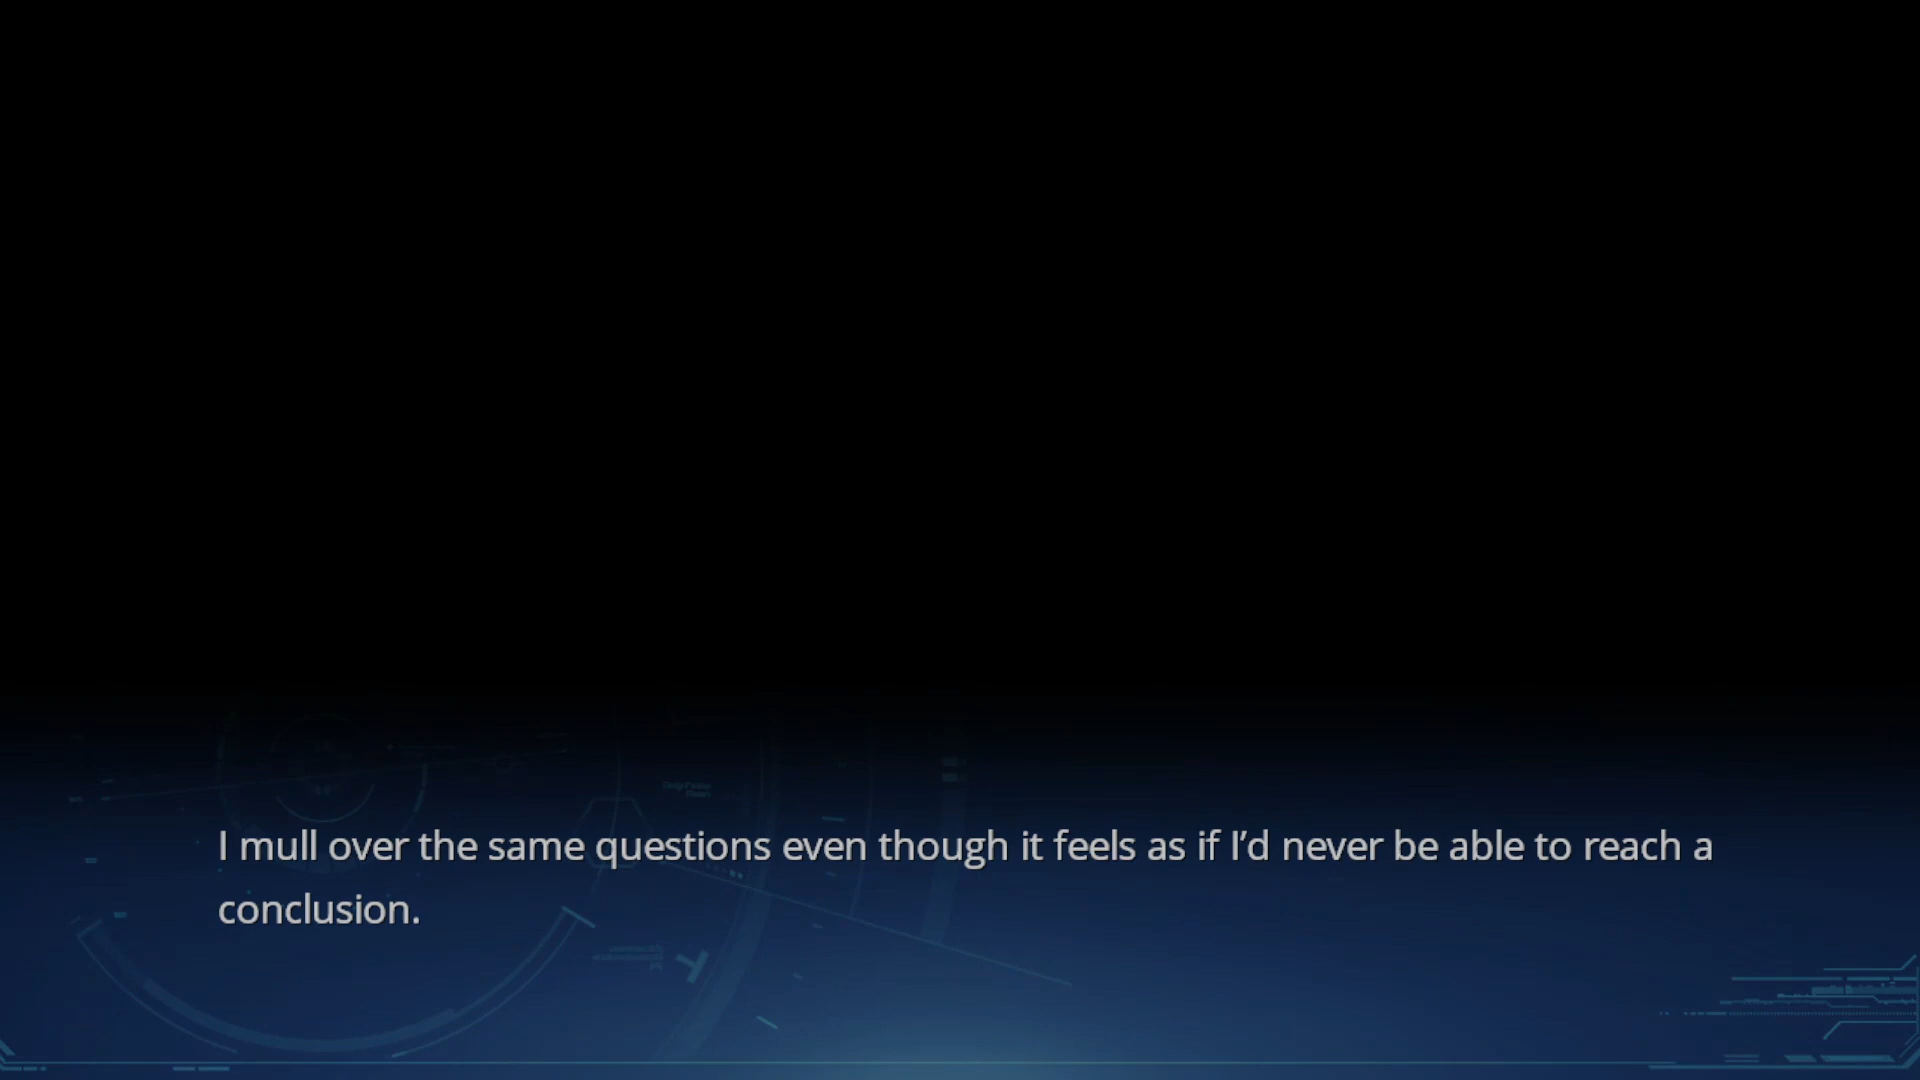 I mull over the same questions even though it feels as if I’d never be able to reach a
conclusion.